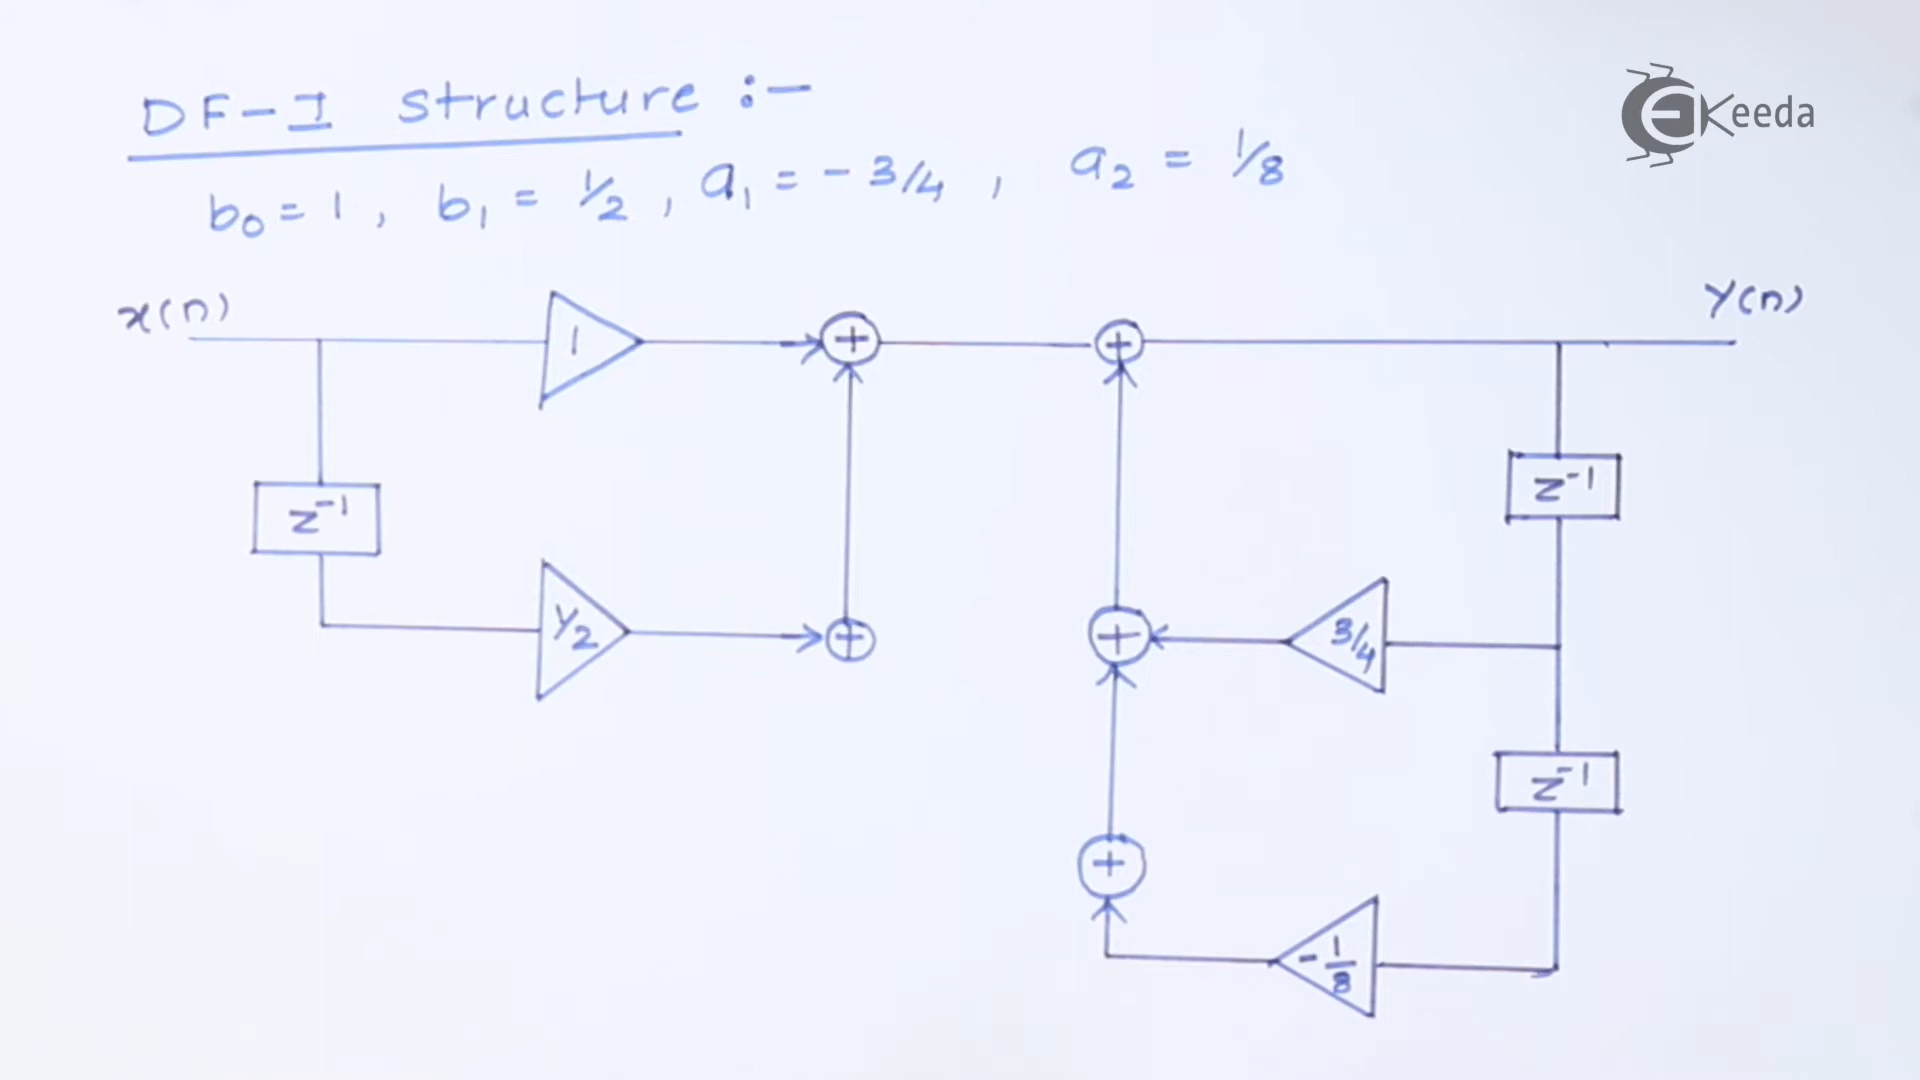 DF-I structure :-
EKeeda
b₀ = 1, b₁ = 1/2, a₁ = -3/4, a₂ = 1/8
x(n)
y(n)
1
+
+
z⁻¹
z⁻¹
1/2
+
+
3/4
z⁻¹
+
-1/8